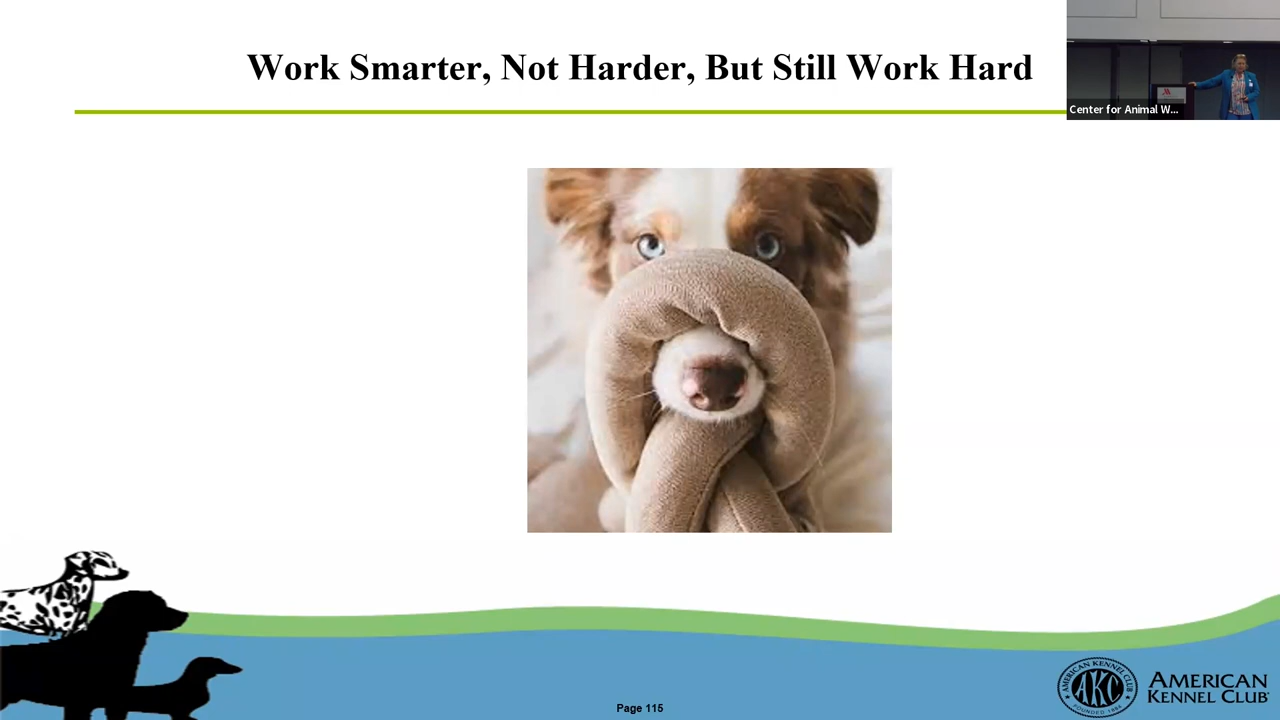 Work Smarter, Not Harder, But Still Work Hard
Center for Animal W...
AMERICAN KENNEL CLUB
AKC
FOUNDED 1884
AMERICAN
KENNEL CLUB
Page 115